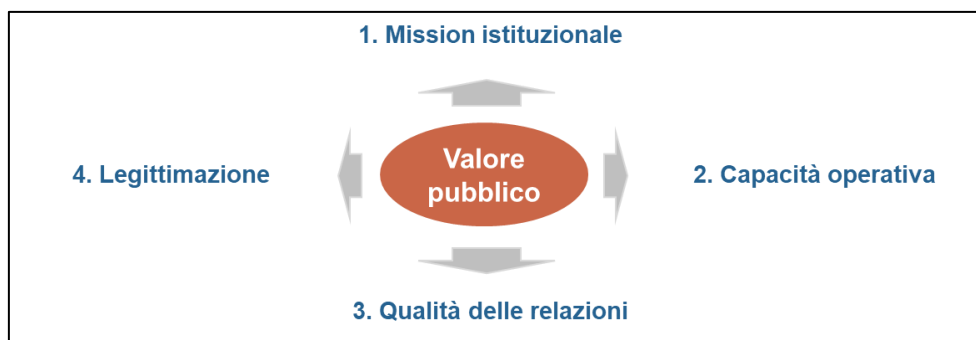 1. Mission istituzionale
4. Legittimazione
Valore
pubblico
2. Capacità operativa
3. Qualità delle relazioni